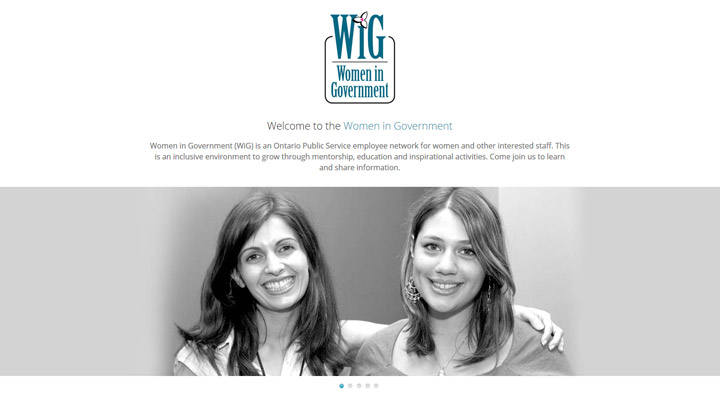 WiG
Women in
Government
Welcome to the Women in Government
Women in Government (WiG) is an Ontario Public Service employee network for women and other interested staff. This
is an inclusive environment to grow through mentorship, education and inspirational activities. Come join us to learn
and share information.